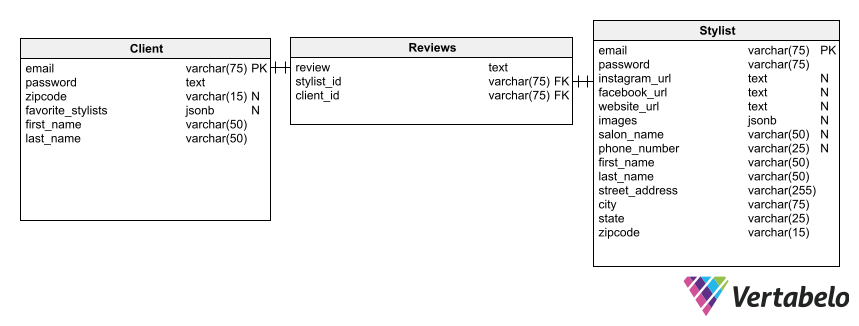 Client
email varchar(75) PK
password text
zipcode varchar(15) N
favorite_stylists jsonb N
first_name varchar(50)
last_name varchar(50)
Reviews
review text
stylist_id varchar(75) FK
client_id varchar(75) FK
Stylist
email varchar(75) PK
password varchar(75)
instagram_url text N
facebook_url text N
website_url text N
images jsonb N
salon_name varchar(50) N
phone_number varchar(25) N
first_name varchar(50)
last_name varchar(50)
street_address varchar(255)
city varchar(75)
state varchar(25)
zipcode varchar(15)
Vertabelo